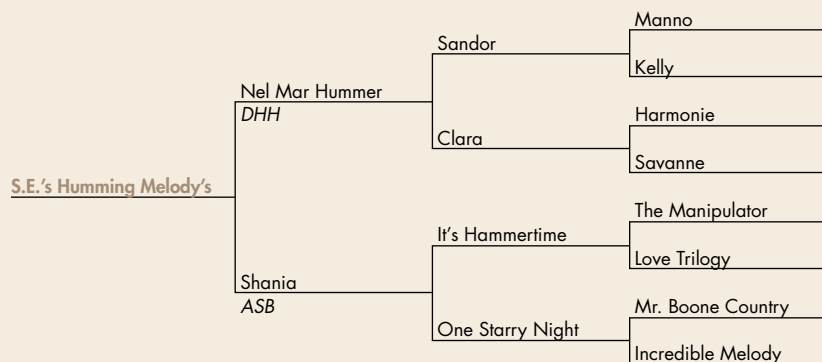 Manno
Sandor
Kelly
Nel Mar Hummer
DHH
Harmonie
Clara
Savanne
S.E.'s Humming Melody's
The Manipulator
It's Hammertime
Love Trilogy
Shania
ASB
Mr. Boone Country
One Starry Night
Incredible Melody